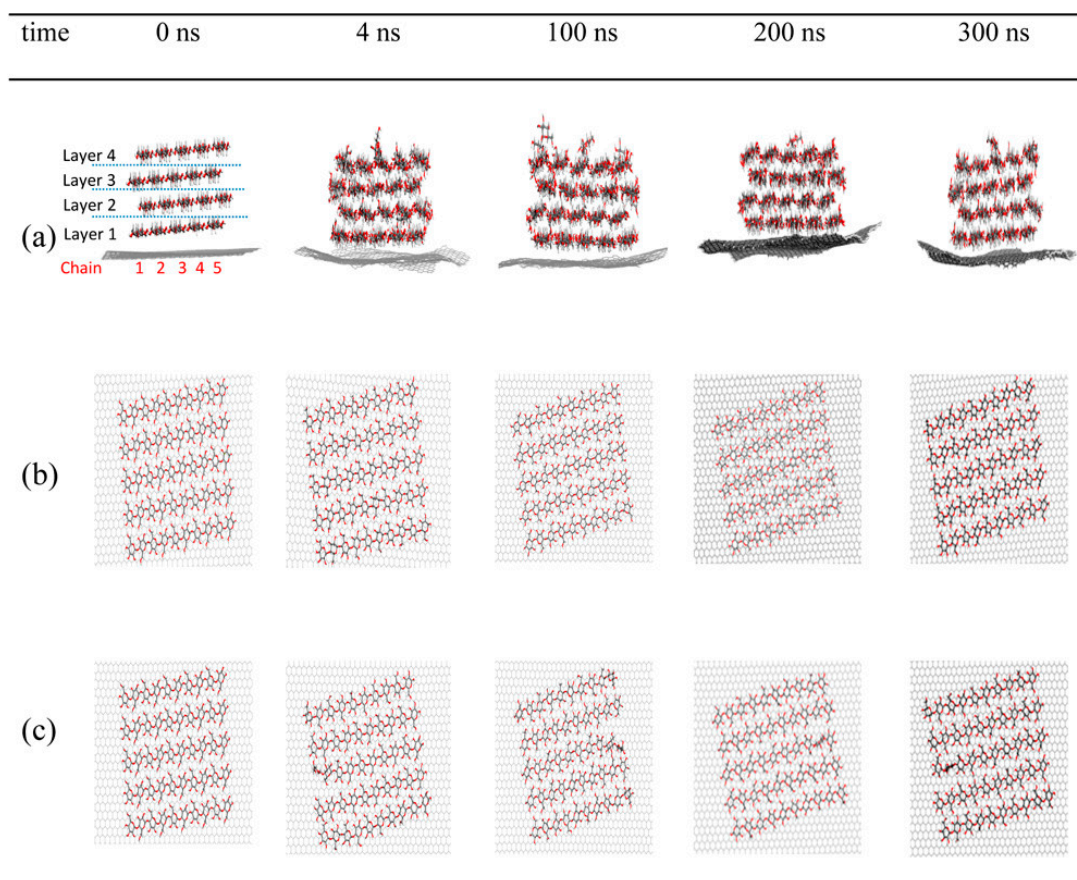 time 0 ns 4 ns 100 ns 200 ns 300 ns
Layer 4
Layer 3
Layer 2
(a) Layer 1
Chain 1 2 3 4 5
(b)
(c)